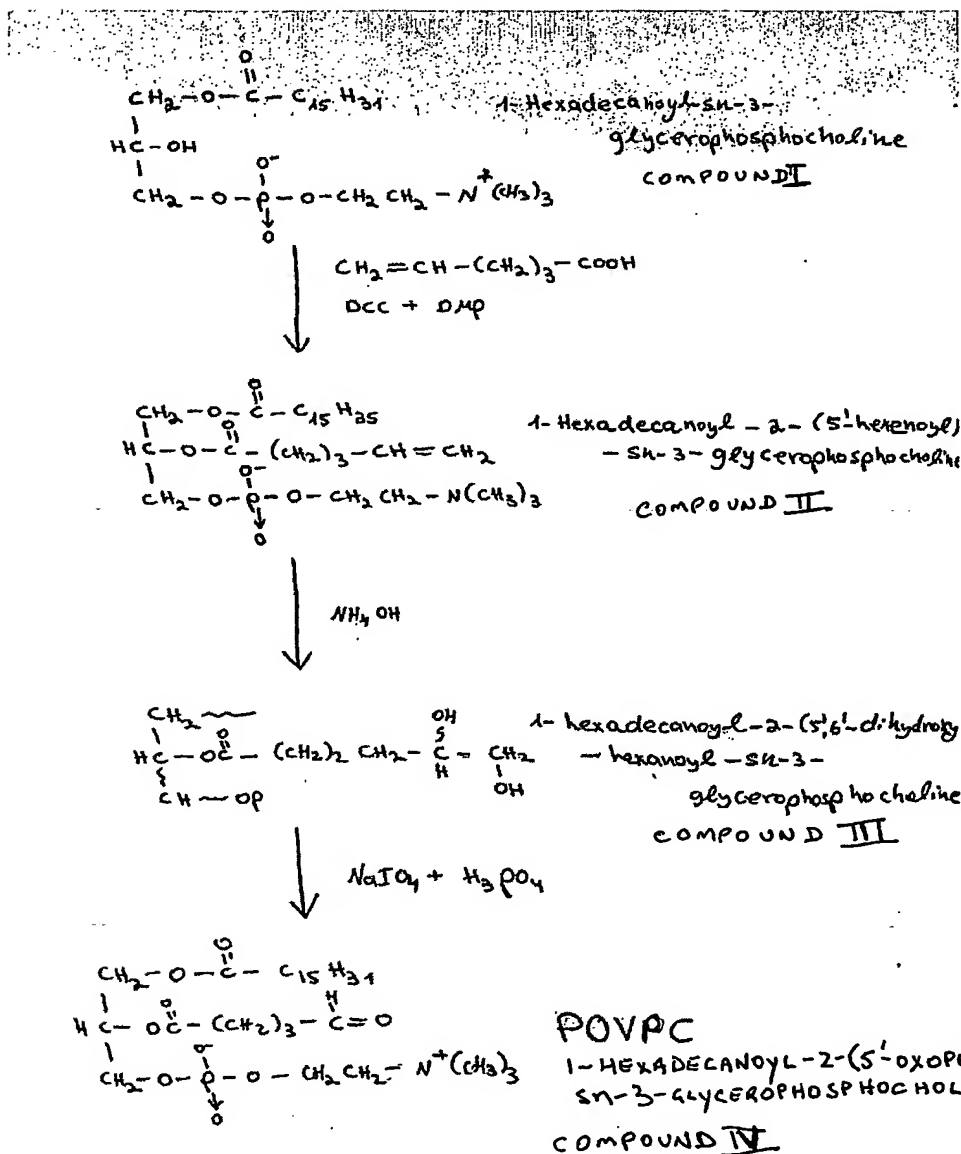 O
CH2-O-C-C15H31
1-Hexadecanoyl-sn-3-
glycerophosphocholine
COMPOUND I
HC-OH
O-
CH2-O-P-O-CH2CH2-N+(CH3)3
O
CH2=CH-(CH2)3-COOH
DCC + DMP
O
CH2-O-C-C15H35
1-Hexadecanoyl-2-(5'-hexenoyl)
-sn-3-glycerophosphocholine
COMPOUND II
O
HC-O-C-(CH2)3-CH=CH2
O-
CH2-O-P-O-CH2CH2-N(CH3)3
O
NH4OH
CH2
OH
1-hexadecanoyl-2-(5',6'-dihydroxy
-hexanoyl-sn-3-
glycerophosphocholine
COMPOUND III
O
HC-OC-(CH2)2 CH2-C-CH2
H OH
CH-OP
NaIO4 + H3PO4
O
CH2-O-C-C15H31
O H
HC-OC-(CH2)3-C=O
O-
CH2-O-P-O-CH2CH2-N+(CH3)3
O
POVPC
1-HEXADECANOYL-2-(5'-OXOPE
sn-3-GLYCEROPHOSPHOCHOL
COMPOUND IV